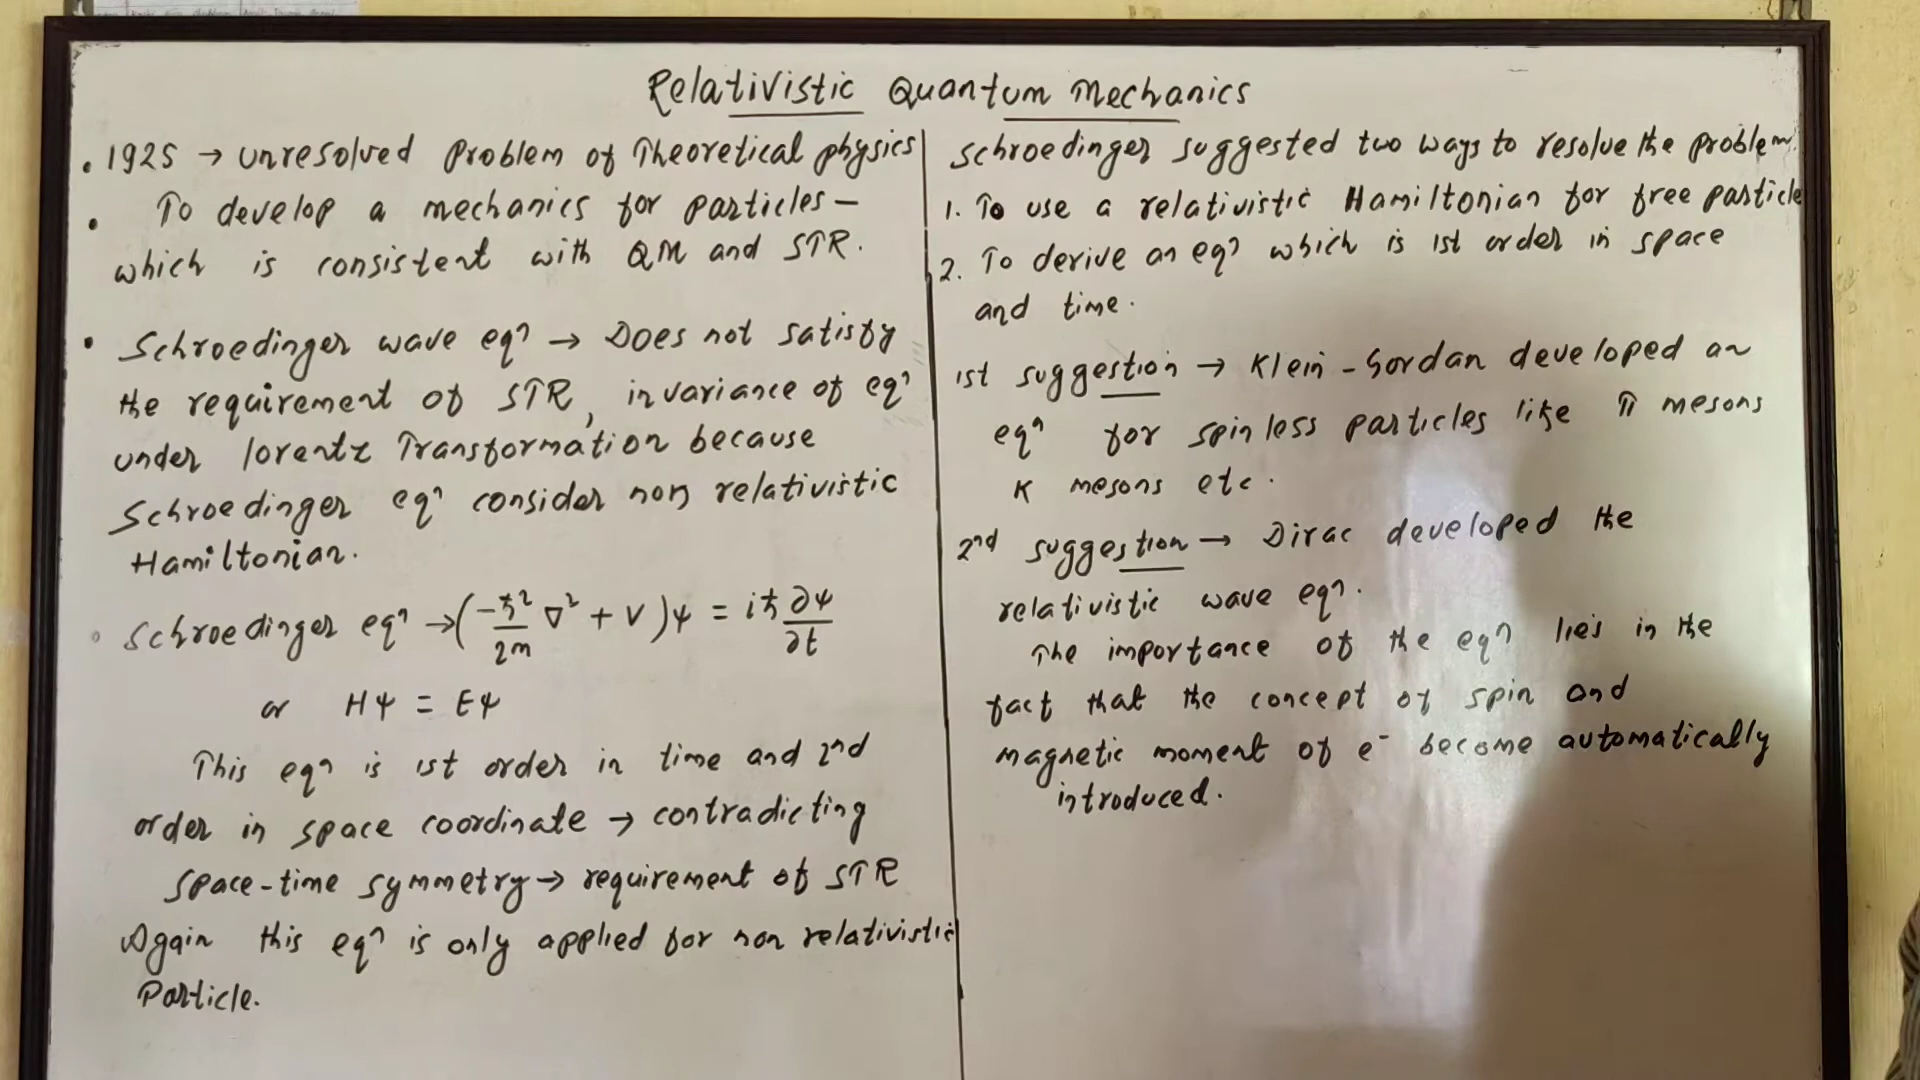 Relativistic Quantum Mechanics
. 1925 → unresolved Problem of Theoretical physics
• To develop a mechanics for particles –
which is consistent with QM and STR.
• Schroedinger wave eqn → Does not satisfy
the requirement of STR, invariance of eqn
under lorentz Transformation because
Schroedinger eqn consider non relativistic
Hamiltonian.
• Schroedinger eqn → (-ℏ²/2m ∇² + V)ψ = iℏ ∂ψ/∂t
or Hψ = Eψ
This eqn is 1st order in time and 2nd
order in space coordinate → contradicting
Space-time symmetry → requirement of STR
Again this eqn is only applied for non relativistic
Particle.
Schroedinger suggested two ways to resolve the problem.
1. To use a relativistic Hamiltonian for free particle
2. To derive an eqn which is 1st order in space
and time.
1st suggestion → Klein-Gordan developed an
eqn for spinless particles like π mesons
K mesons etc.
2nd suggestion → Dirac developed the
relativistic wave eqn.
The importance of the eqn lies in the
fact that the concept of spin and
magnetic moment of e⁻ become automatically
introduced.